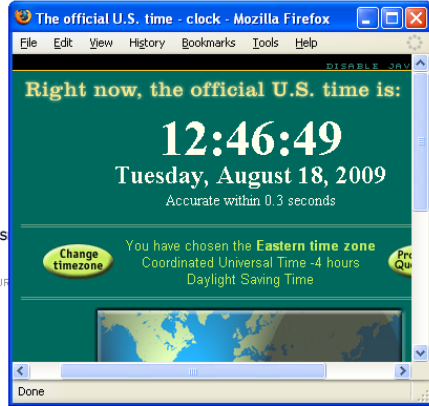 The official U.S. time - clock - Mozilla Firefox
File Edit View History Bookmarks Tools Help
DISABLE JAV
Right now, the official U.S. time is:
12:46:49
Tuesday, August 18, 2009
Accurate within 0.3 seconds
Change
timezone
You have chosen the Eastern time zone
Coordinated Universal Time -4 hours
Daylight Saving Time
Done